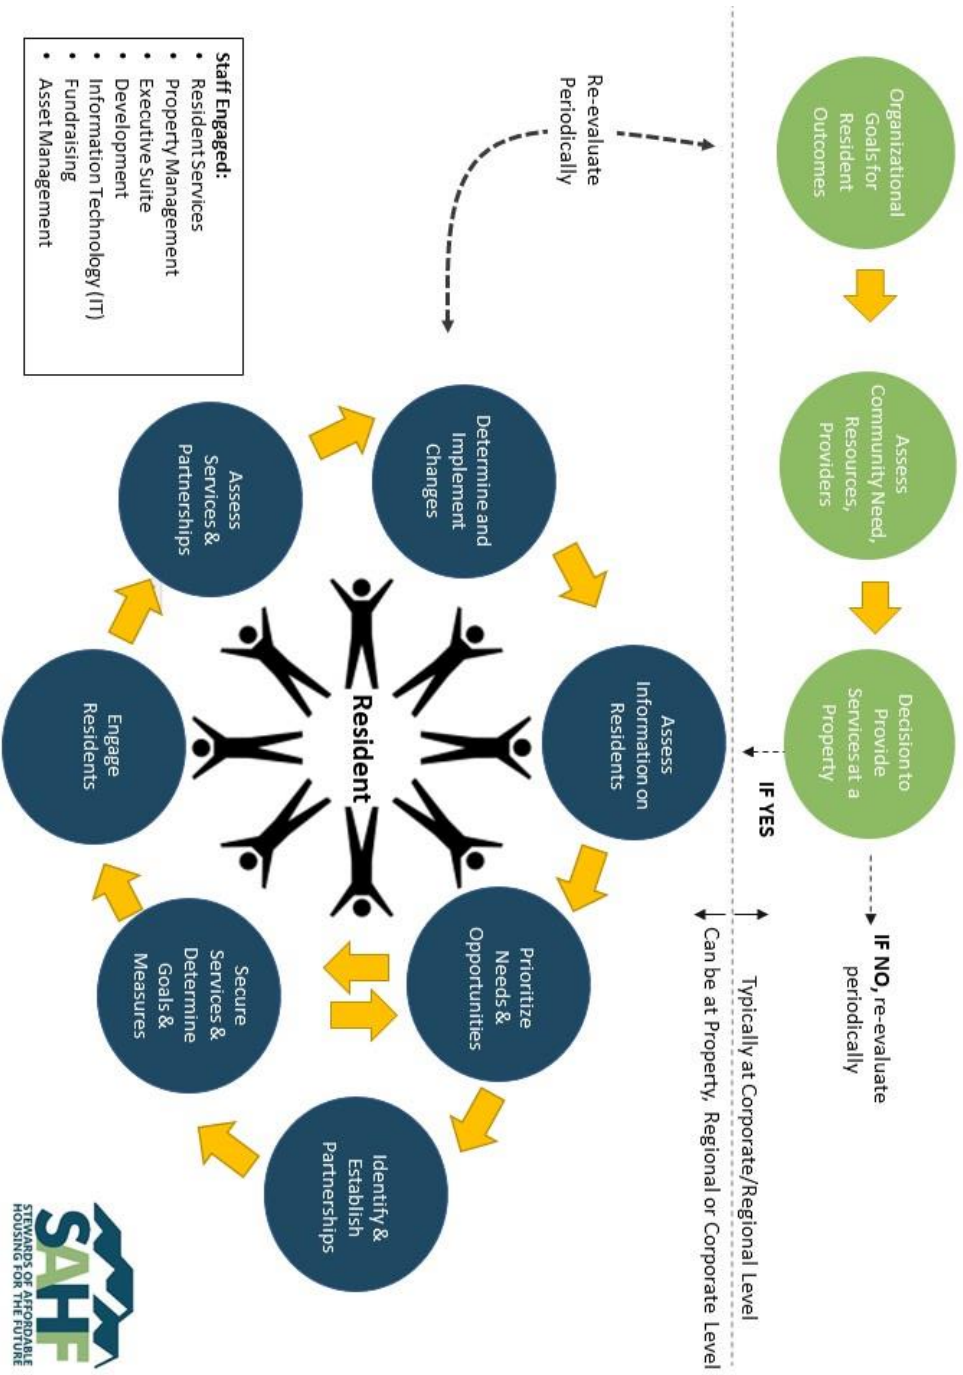 Organizational
Goals for
Resident
Outcomes
Assess
Community Need,
Resources,
Providers
Decision to
Provide
Services at a
Property
IF NO, re-evaluate
periodically
IF YES
Typically at Corporate/Regional Level
Can be at Property, Regional or Corporate Level
Re-evaluate
Periodically
Assess
Information on
Residents
Prioritize
Needs &
Opportunities
Identify &
Establish
Partnerships
Secure
Services &
Determine
Goals &
Measures
Engage
Residents
Assess
Services &
Partnerships
Determine and
Implement
Changes
Resident
Staff Engaged:
• Resident Services
• Property Management
• Executive Suite
• Development
• Information Technology (IT)
• Fundraising
• Asset Management
SAHF
STEWARDS OF AFFORDABLE
HOUSING FOR THE FUTURE